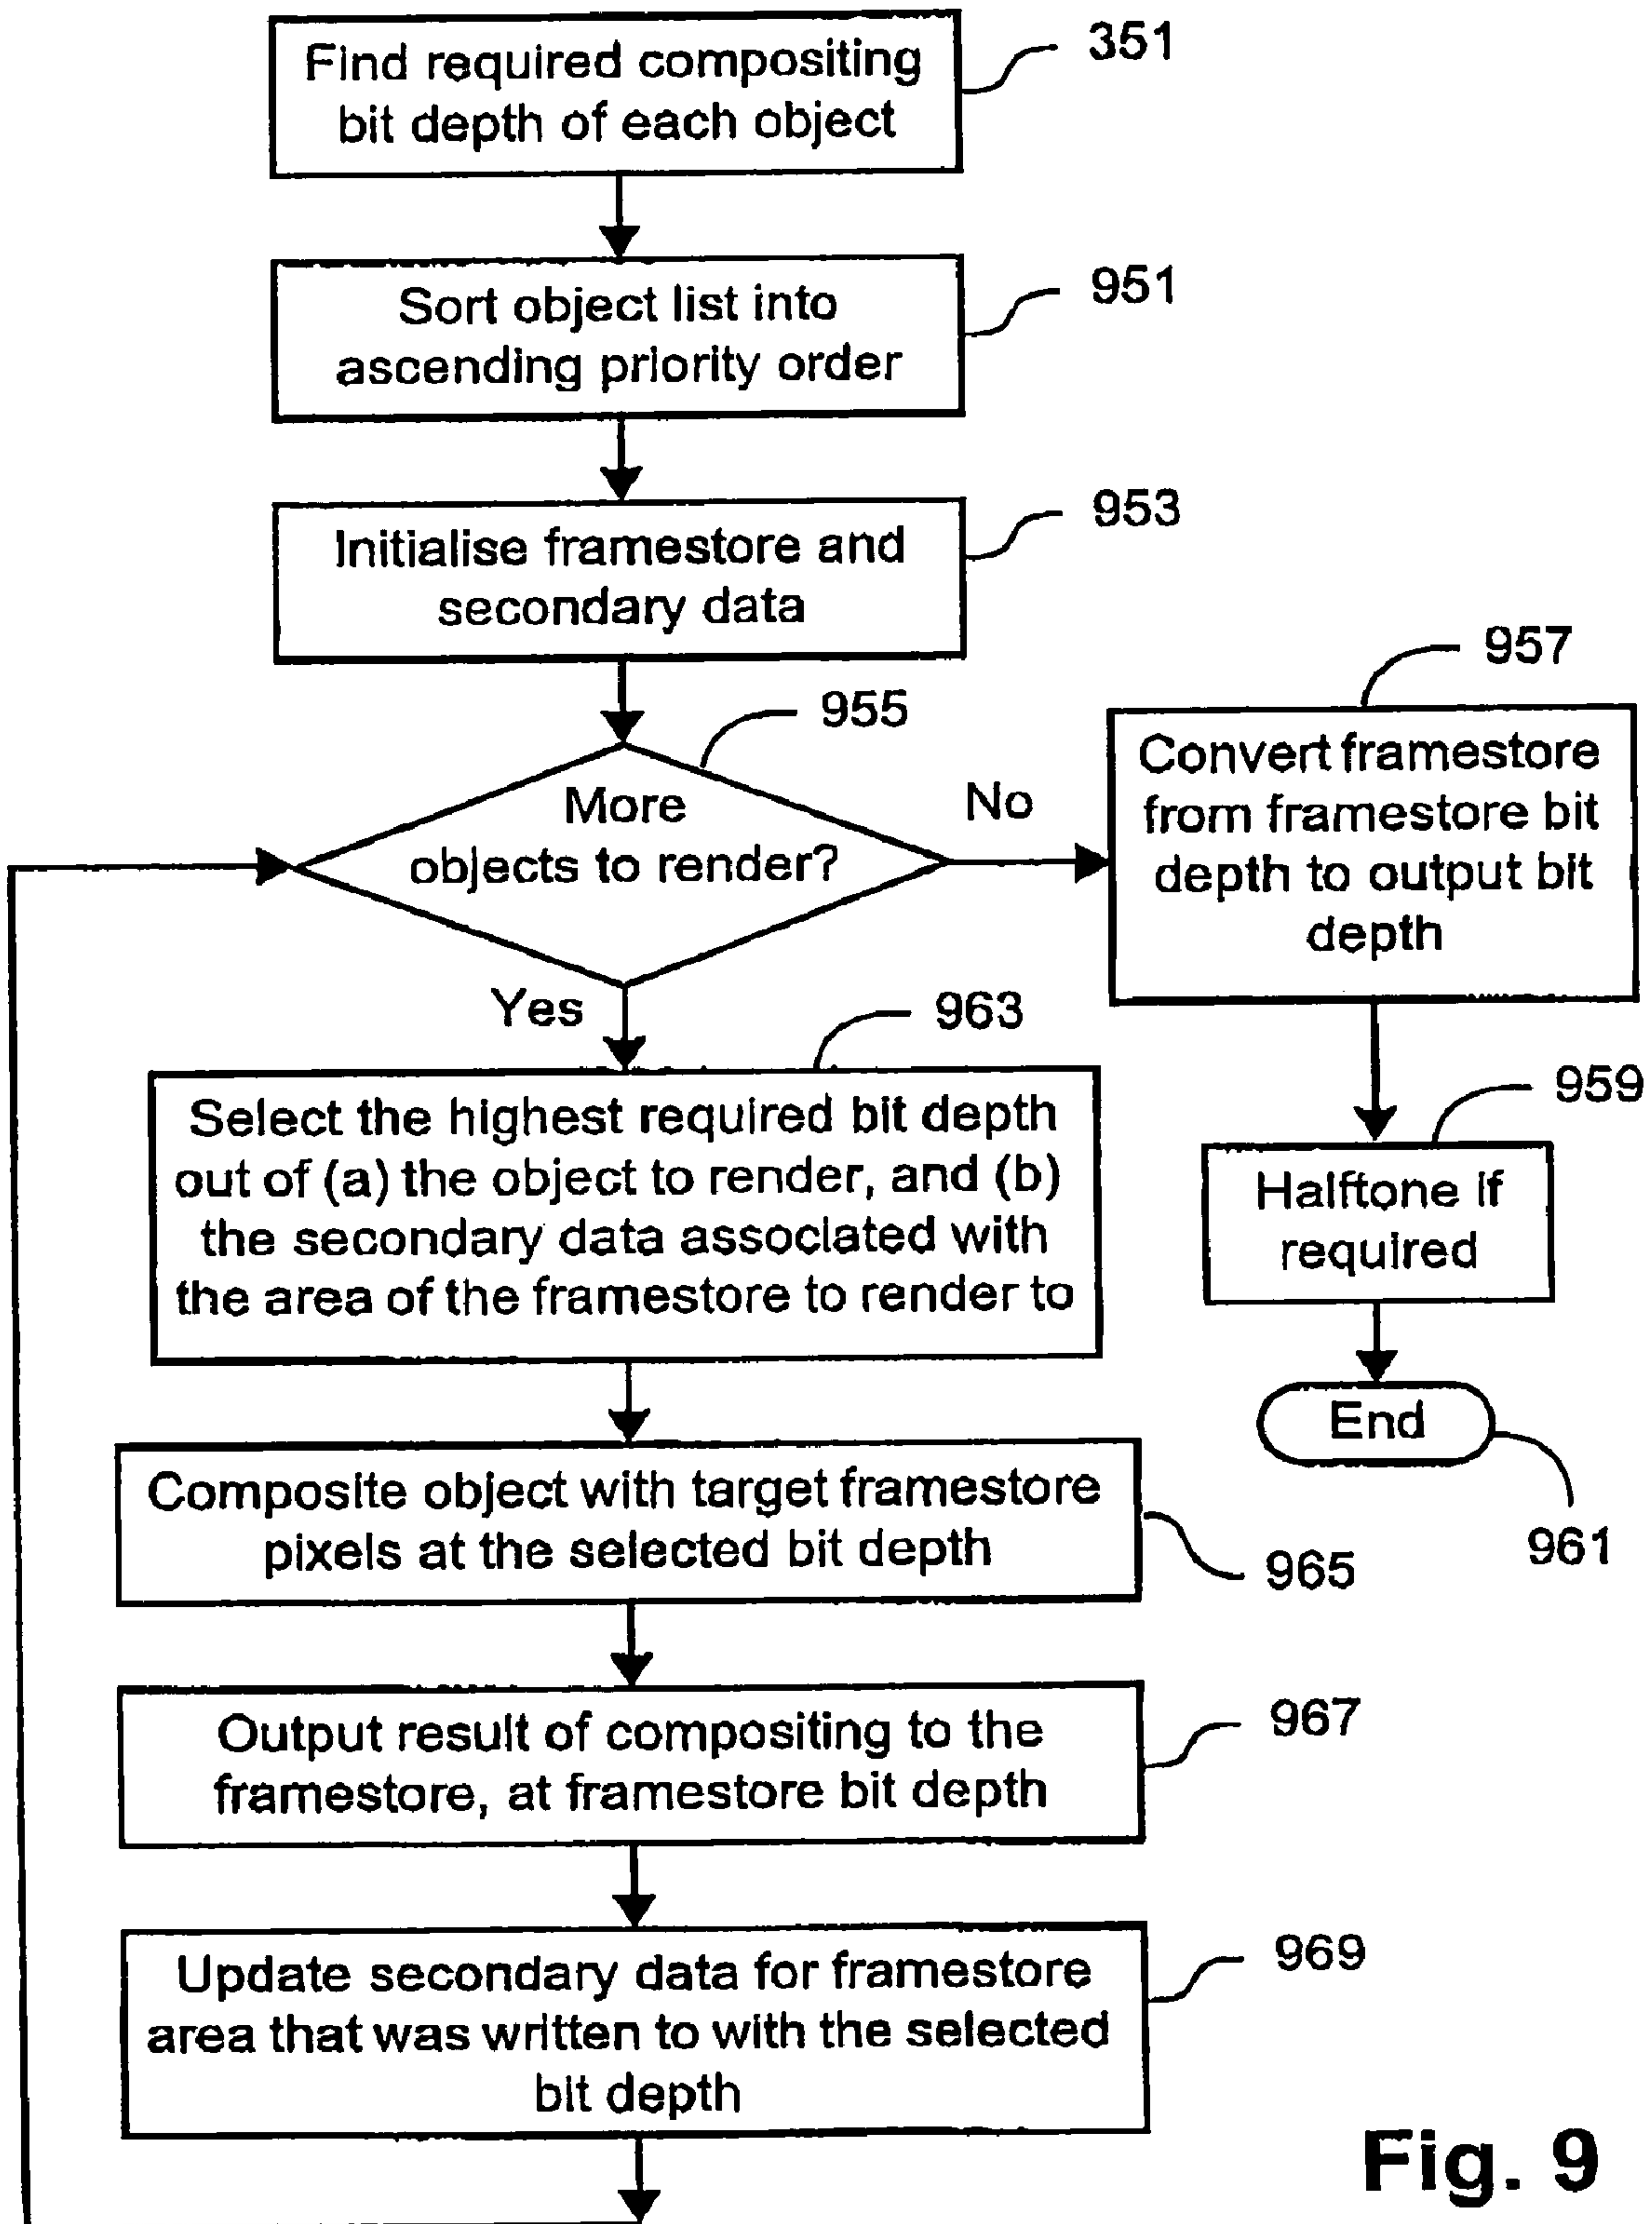 Find required compositing
bit depth of each object
351
Sort object list into
ascending priority order
951
Initialise framestore and
secondary data
953
955
More
objects to render?
No
957
Convert framestore
from framestore bit
depth to output bit
depth
Yes
963
Select the highest required bit depth
out of (a) the object to render, and (b)
the secondary data associated with
the area of the framestore to render to
959
Halftone if
required
End
961
Composite object with target framestore
pixels at the selected bit depth
965
Output result of compositing to the
framestore, at framestore bit depth
967
Update secondary data for framestore
area that was written to with the selected
bit depth
969
Fig. 9